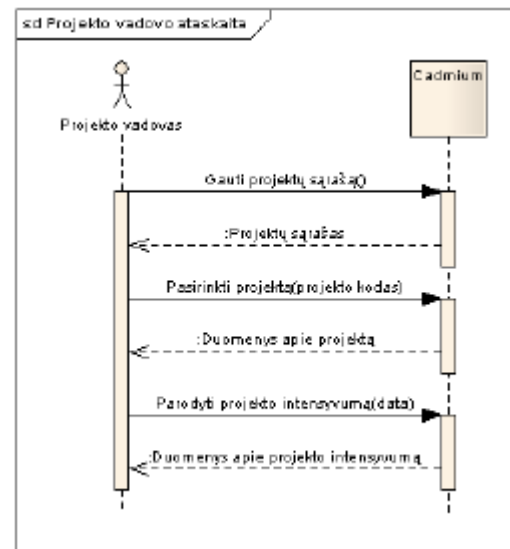 sd Projekto vadovo ataskaita
Cadmium
Projekto vadovas
Gauti projektų sąrašą()
:Projektų sąrašas
Pasirinkti projektą(projekto kodas)
:Duomenys apie projektą
Parodyti projekto intensyvumą(data)
:Duomenys apie projekto intensyvumą